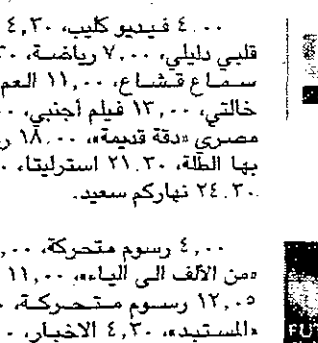 ٤,٠٠ فيديو كليب، ٤,٣٠
قلبي دليلي، ٧,٠٠ رياضة،
سماع قشاع، ١١,٠٠ العم
خالتي، ١٣,٠٠ فيلم أجنبي،
مصري «دقة قديمة»، ١٨,٠٠
بها الطلة، ٢١.٣٠ استرليتا،
٢٤.٣٠ نهاركم سعيد.
٤,٠٠ رسوم متحركة،
«من الألف الى الياء»، ١١,٠٠
١٢,٠٥ رسوم متحركة،
«المستبد»، ٤,٣٠ الاخبار،
FU